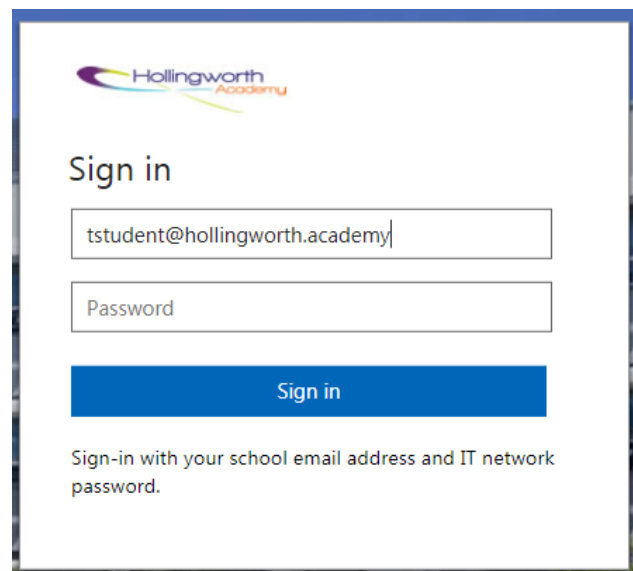 Hollingworth
Academy
Sign in
tstudent@hollingworth.academy
Password
Sign in
Sign-in with your school email address and IT network
password.